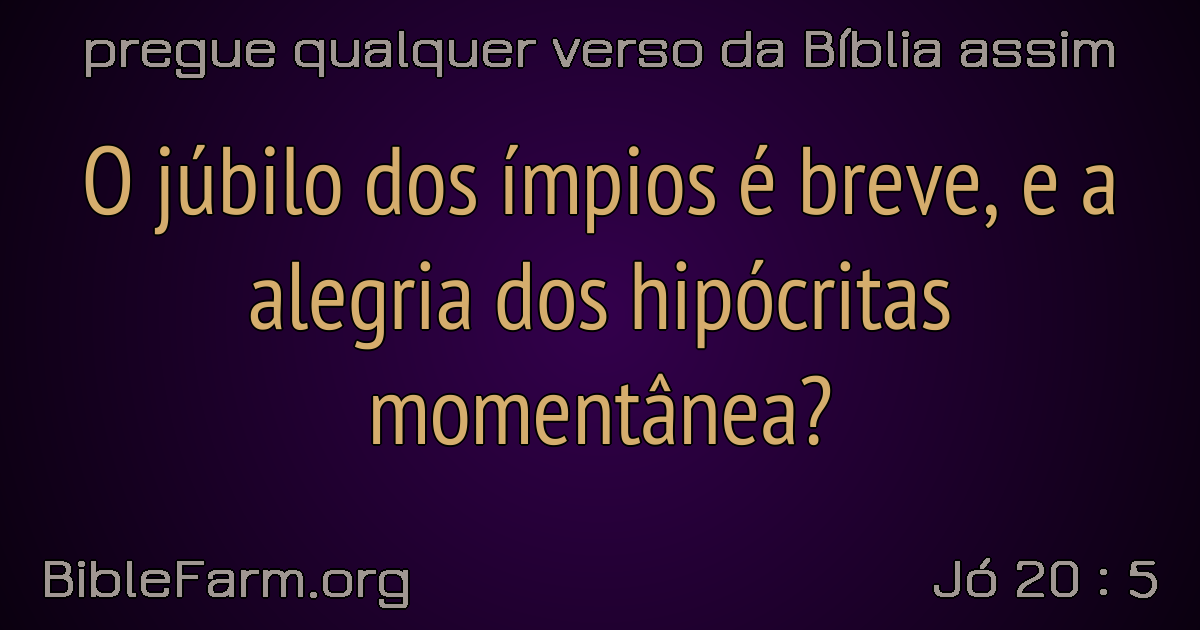 pregue qualquer verso da Bíblia assim
O júbilo dos ímpios é breve, e a
alegria dos hipócritas
momentânea?
BibleFarm.org
Jó 20 : 5